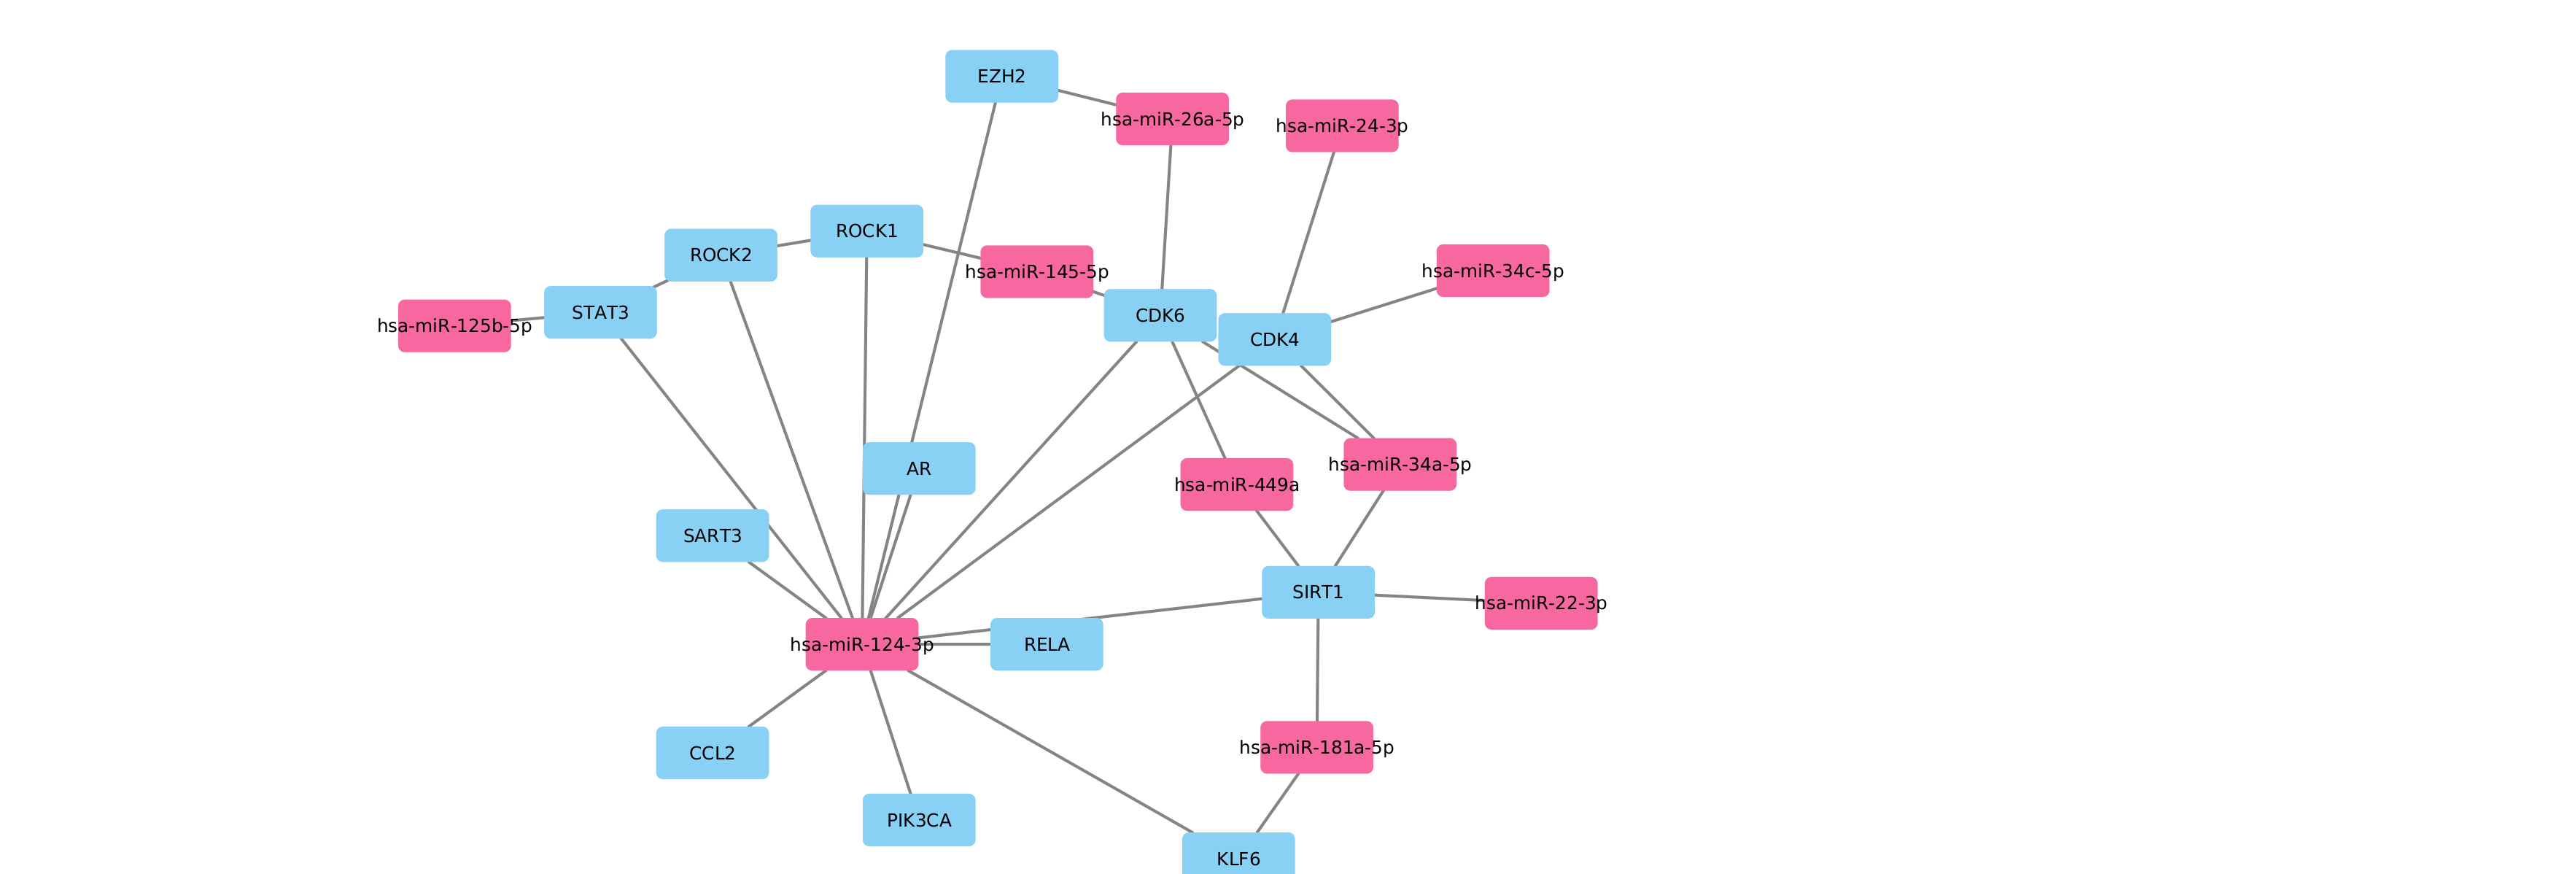 EZH2
hsa-miR-26a-5p
hsa-miR-24-3p
ROCK1
ROCK2
hsa-miR-145-5p
hsa-miR-34c-5p
STAT3
hsa-miR-125b-5p
CDK6
CDK4
AR
hsa-miR-449a
hsa-miR-34a-5p
SART3
SIRT1
hsa-miR-22-3p
hsa-miR-124-3p
RELA
CCL2
hsa-miR-181a-5p
PIK3CA
KLF6